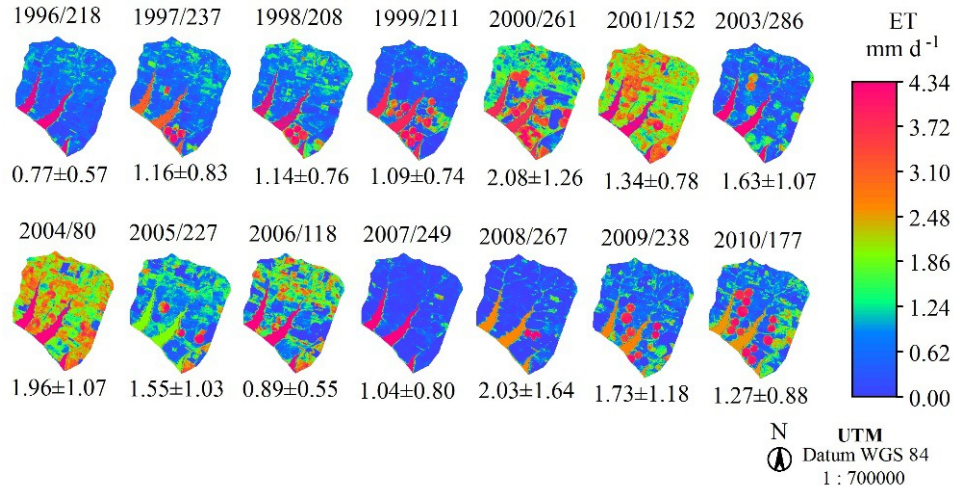 1996/218 1997/237 1998/208 1999/211 2000/261 2001/152 2003/286
0.77±0.57 1.16±0.83 1.14±0.76 1.09±0.74 2.08±1.26 1.34±0.78 1.63±1.07
2004/80 2005/227 2006/118 2007/249 2008/267 2009/238 2010/177
1.96±1.07 1.55±1.03 0.89±0.55 1.04±0.80 2.03±1.64 1.73±1.18 1.27±0.88
ET
mm d⁻¹
4.34
3.72
3.10
2.48
1.86
1.24
0.62
0.00
N
UTM
Datum WGS 84
1 : 700000